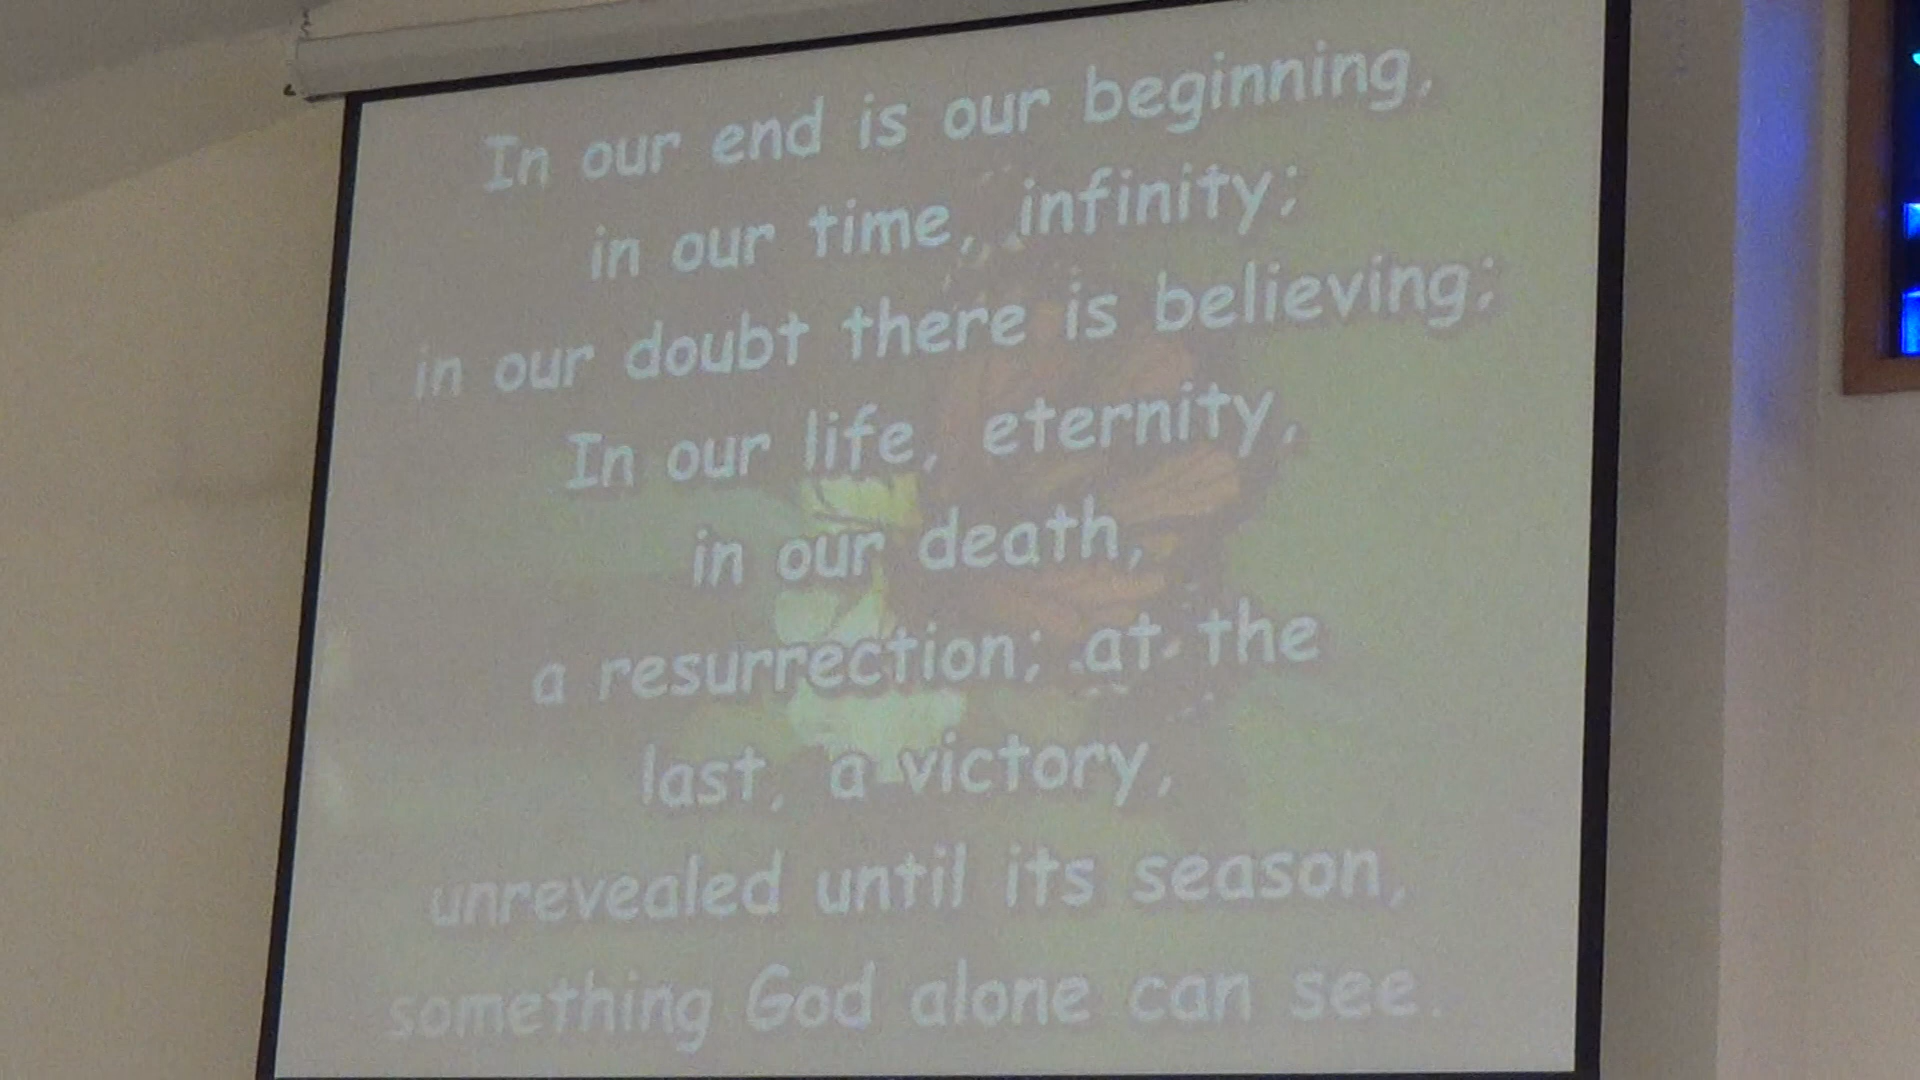 In our end is our beginning,
in our time, infinity;
in our doubt there is believing;
In our life, eternity,
in our death,
a resurrection; at the
last, a victory,
unrevealed until its season,
something God alone can see.